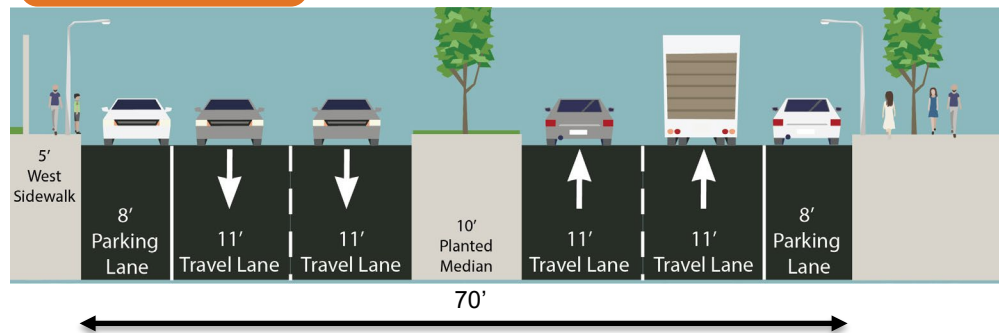 5’
West
Sidewalk
8’
Parking
Lane
11’
Travel Lane
11’
Travel Lane
10’
Planted
Median
11’
Travel Lane
11’
Travel Lane
8’
Parking
Lane
70’